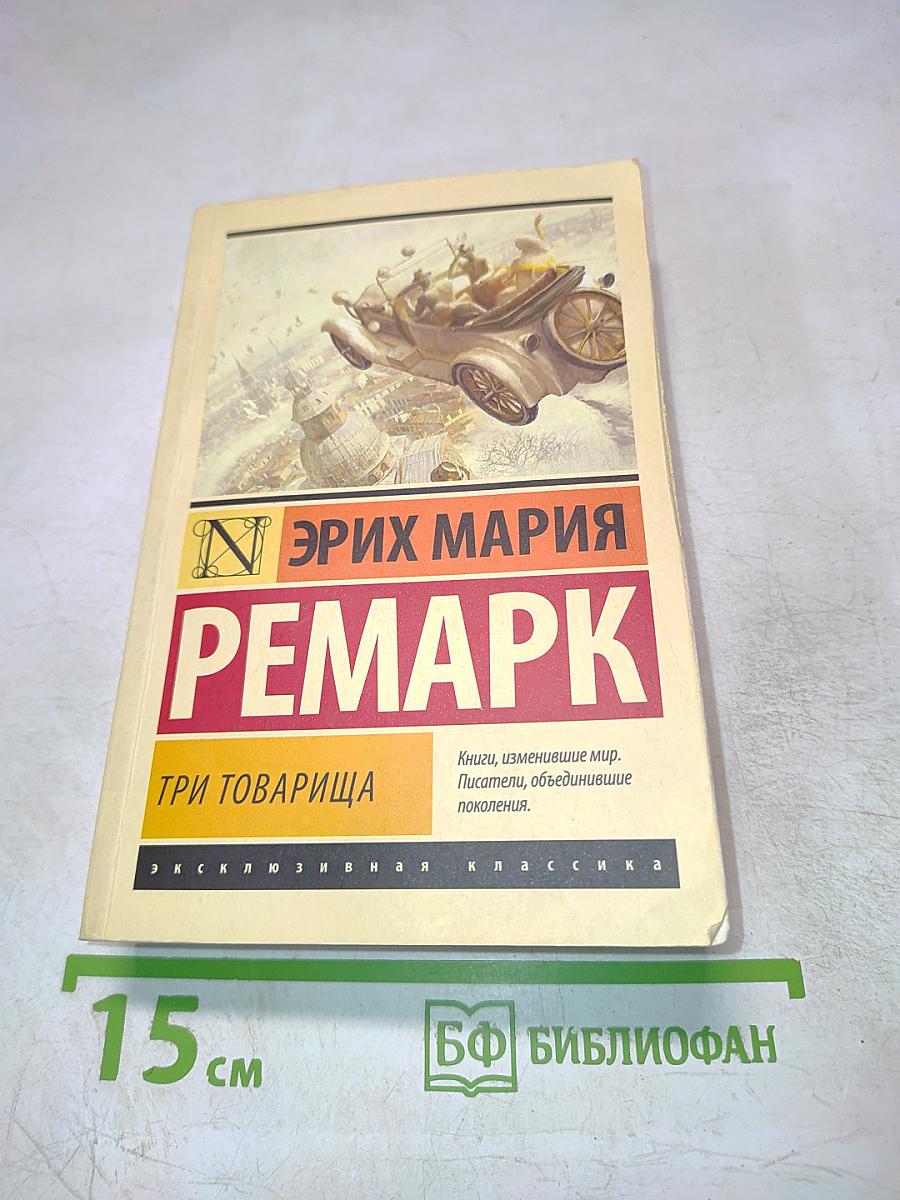 N
ЭРИХ МАРИЯ
РЕМАРК
ТРИ ТОВАРИЩА
Книги, изменившие мир.
Писатели, объединившие
поколения.
эксклюзивная классика
15 см
БФ БИБЛИОФАН